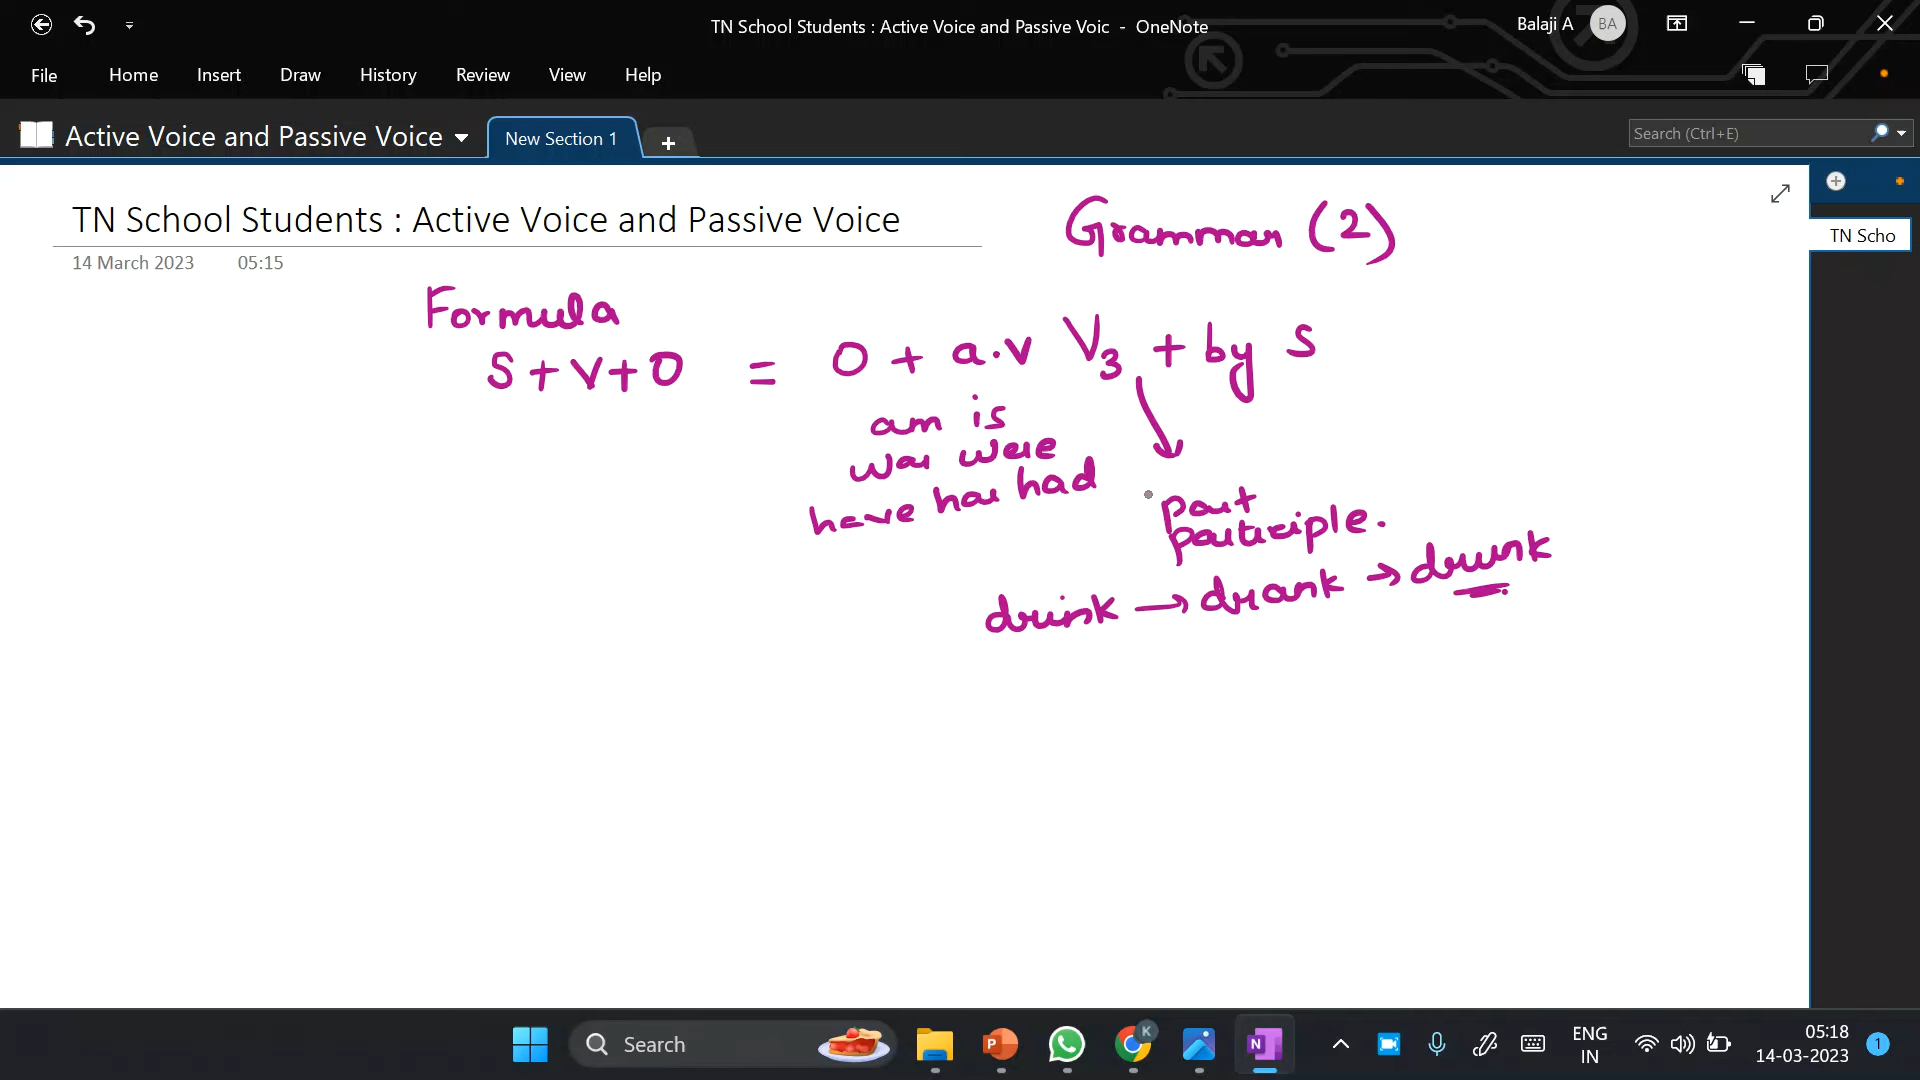 TN School Students : Active Voice and Passive Voic - OneNote
Balaji A BA
File Home Insert Draw History Review View Help
Active Voice and Passive Voice
New Section 1
Search (Ctrl+E)
TN School Students : Active Voice and Passive Voice
14 March 2023 05:15
TN Scho
Grammar (2)
Formula
S + V + O = O + a.v V3 + by S
am is
was were
have has had
past
participle.
drink → drank → drunk
Search
K
ENG
IN
05:18
14-03-2023
1